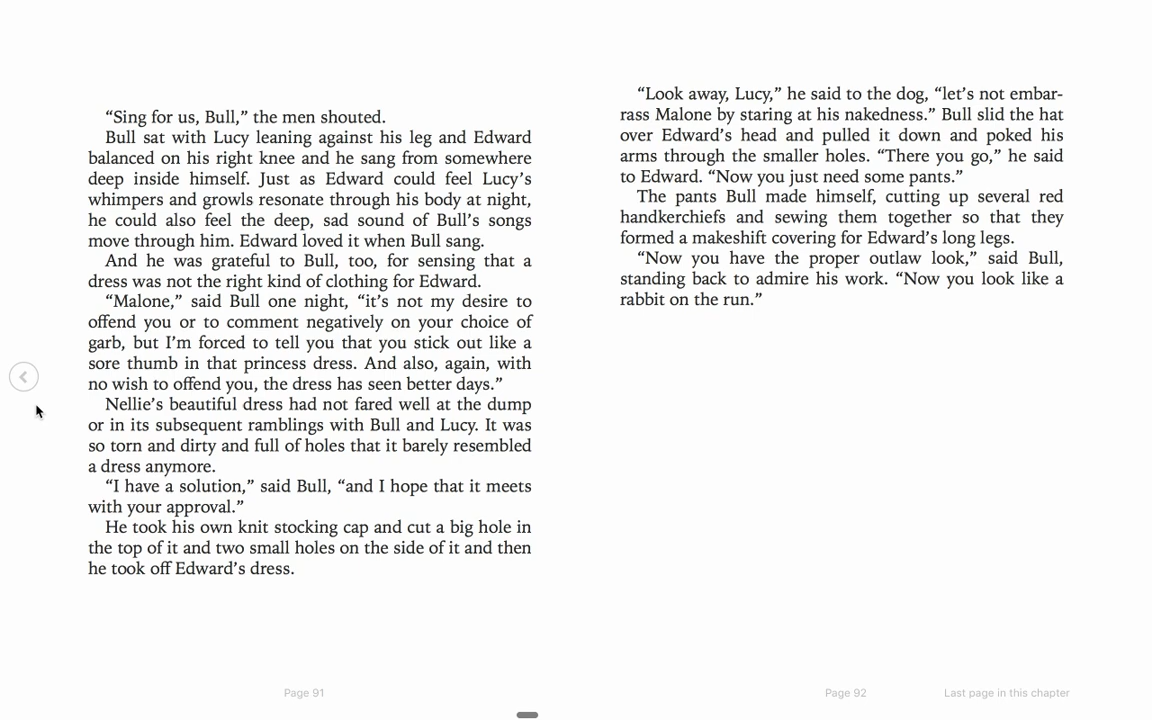 “Sing for us, Bull,” the men shouted.
Bull sat with Lucy leaning against his leg and Edward
balanced on his right knee and he sang from somewhere
deep inside himself. Just as Edward could feel Lucy’s
whimpers and growls resonate through his body at night,
he could also feel the deep, sad sound of Bull’s songs
move through him. Edward loved it when Bull sang.
And he was grateful to Bull, too, for sensing that a
dress was not the right kind of clothing for Edward.
“Malone,” said Bull one night, “it’s not my desire to
offend you or to comment negatively on your choice of
garb, but I’m forced to tell you that you stick out like a
sore thumb in that princess dress. And also, again, with
no wish to offend you, the dress has seen better days.”
Nellie’s beautiful dress had not fared well at the dump
or in its subsequent ramblings with Bull and Lucy. It was
so torn and dirty and full of holes that it barely resembled
a dress anymore.
“I have a solution,” said Bull, “and I hope that it meets
with your approval.”
He took his own knit stocking cap and cut a big hole in
the top of it and two small holes on the side of it and then
he took off Edward’s dress.
Page 91
“Look away, Lucy,” he said to the dog, “let’s not embar-
rass Malone by staring at his nakedness.” Bull slid the hat
over Edward’s head and pulled it down and poked his
arms through the smaller holes. “There you go,” he said
to Edward. “Now you just need some pants.”
The pants Bull made himself, cutting up several red
handkerchiefs and sewing them together so that they
formed a makeshift covering for Edward’s long legs.
“Now you have the proper outlaw look,” said Bull,
standing back to admire his work. “Now you look like a
rabbit on the run.”
Page 92
Last page in this chapter